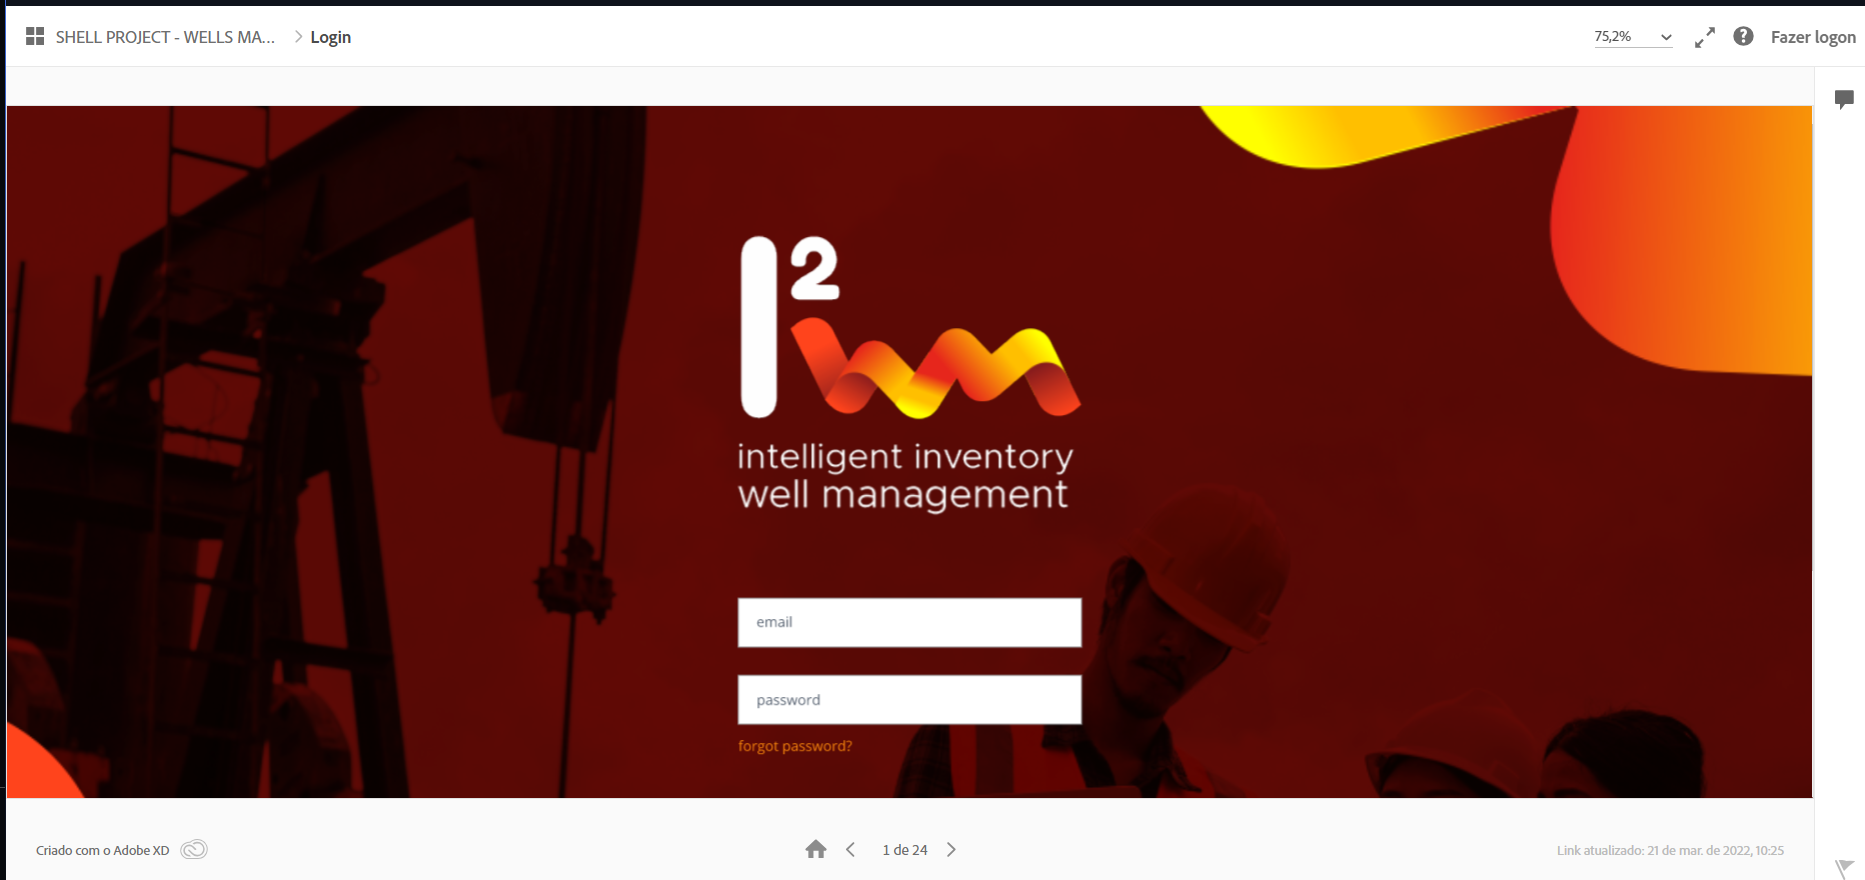 SHELL PROJECT - WELLS MA... > Login
75,2%
Fazer logon
I²wm
intelligent inventory
well management
email
password
forgot password?
Criado com o Adobe XD
1 de 24
Link atualizado: 21 de mar. de 2022, 10:25